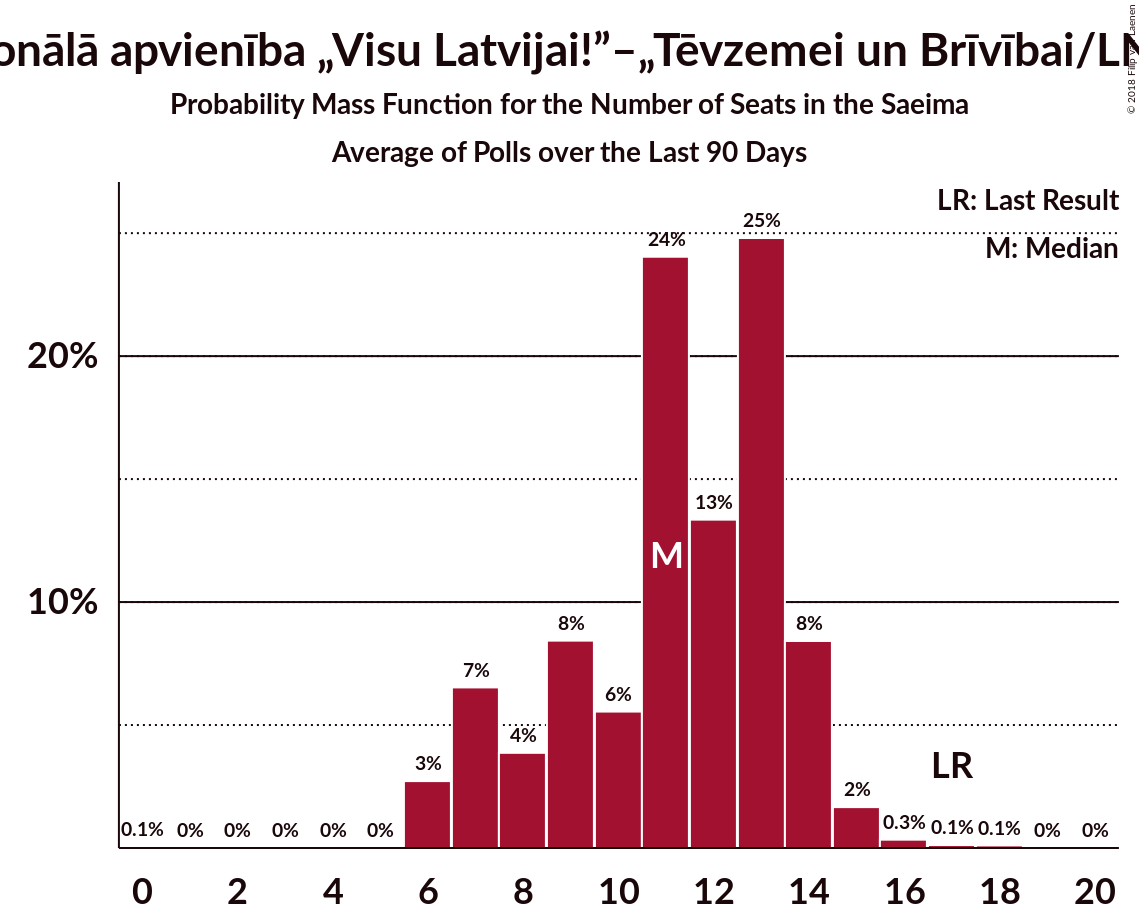 onālā apvienība „Visu Latvijai!”–„Tēvzemei un Brīvībai/LN
Probability Mass Function for the Number of Seats in the Saeima
Average of Polls over the Last 90 Days
© 2018 Filip van Laenen
LR: Last Result
M: Median
25%
24%
20%
13%
M
10%
8% 8%
7%
6%
4%
3%
LR
2%
0.1% 0% 0% 0% 0% 0% 0.3% 0.1% 0.1% 0% 0%
0 2 4 6 8 10 12 14 16 18 20